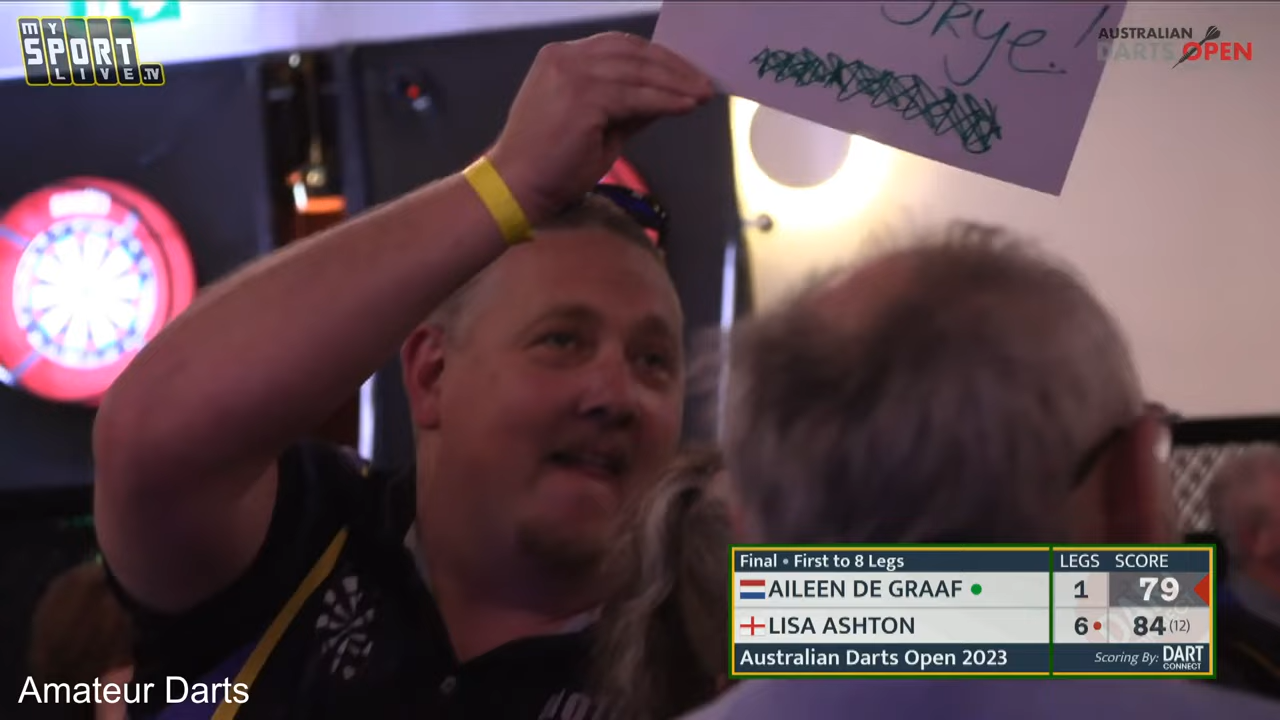 MY
SPORT
LIVE.TV
Skye!
AUSTRALIAN
DARTS OPEN
Final • First to 8 Legs LEGS SCORE
AILEEN DE GRAAF 1 79
LISA ASHTON 6 84 (12)
Australian Darts Open 2023 Scoring By: DART CONNECT
Amateur Darts